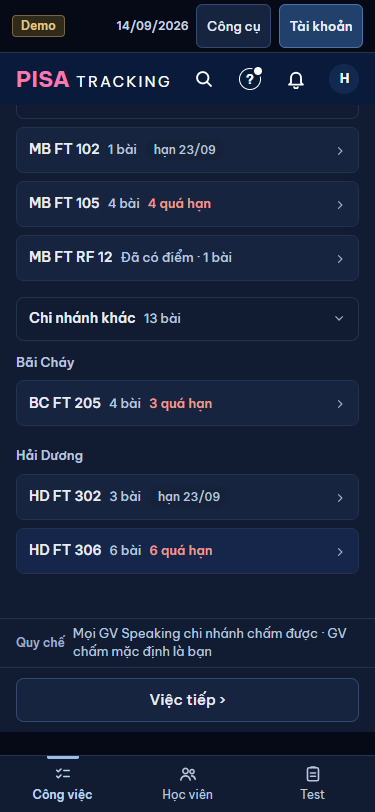 Demo
14/09/2026
Công cụ
Tài khoản
PISA TRACKING
?
H
MB FT 102 1 bài hạn 23/09
MB FT 105 4 bài 4 quá hạn
MB FT RF 12 Đã có điểm · 1 bài
Chi nhánh khác 13 bài
Bãi Cháy
BC FT 205 4 bài 3 quá hạn
Hải Dương
HD FT 302 3 bài hạn 23/09
HD FT 306 6 bài 6 quá hạn
Quy chế
Mọi GV Speaking chi nhánh chấm được · GV
chấm mặc định là bạn
Việc tiếp ›
Công việc
Học viên
Test